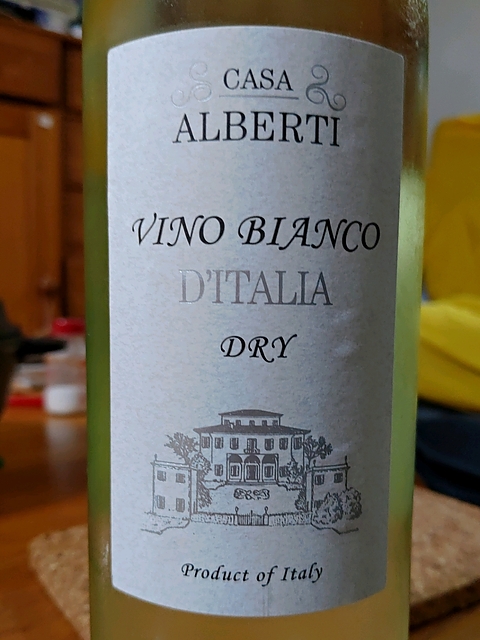 CASA
ALBERTI
VINO BIANCO
D'ITALIA
DRY
Product of Italy